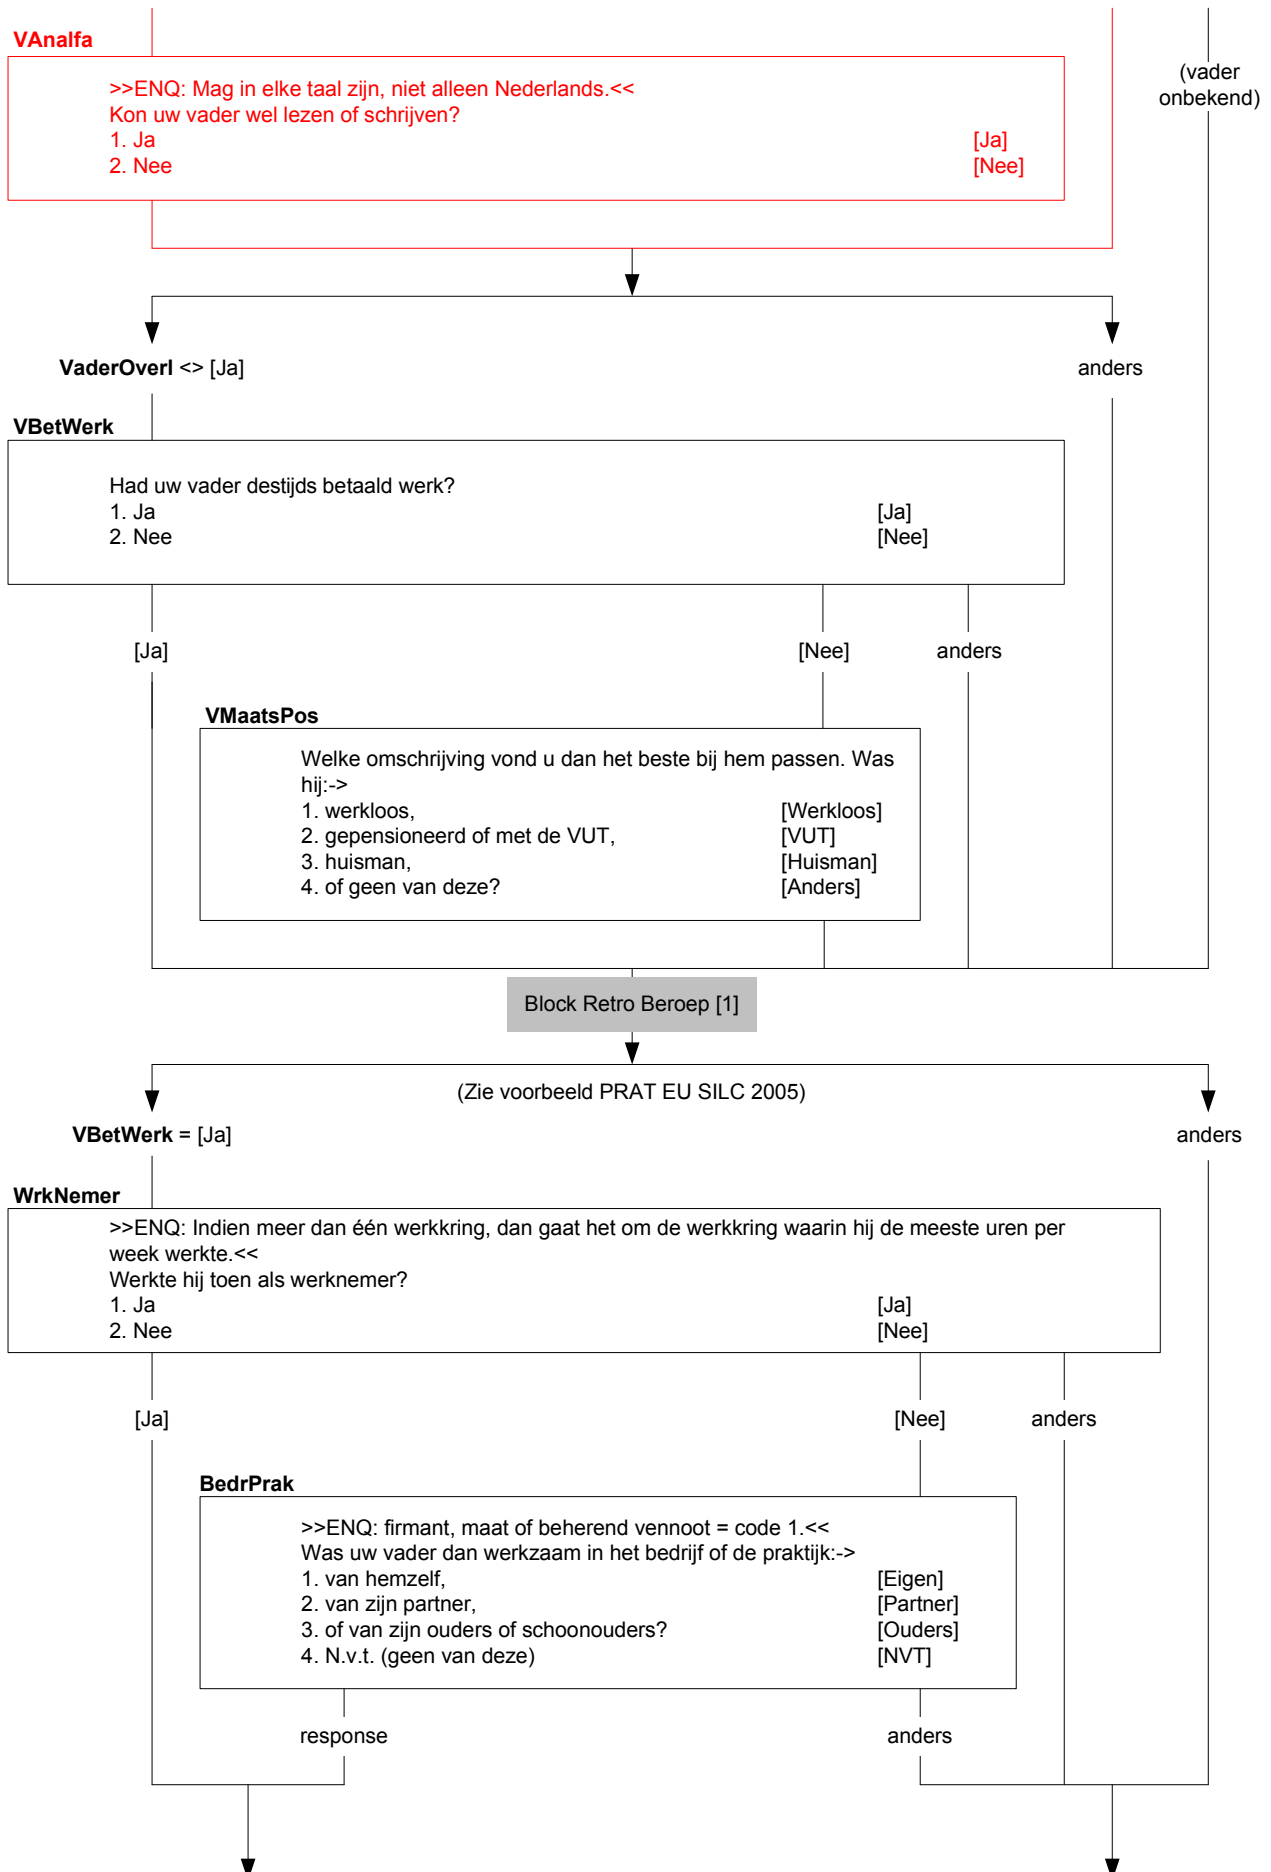 VAnalfa
(vader
onbekend)
>>ENQ: Mag in elke taal zijn, niet alleen Nederlands.<<
Kon uw vader wel lezen of schrijven?
1. Ja [Ja]
2. Nee [Nee]
VaderOverl <> [Ja] anders
VBetWerk
Had uw vader destijds betaald werk?
1. Ja [Ja]
2. Nee [Nee]
[Ja] [Nee] anders
VMaatsPos
Welke omschrijving vond u dan het beste bij hem passen. Was
hij:->
1. werkloos, [Werkloos]
2. gepensioneerd of met de VUT, [VUT]
3. huisman, [Huisman]
4. of geen van deze? [Anders]
Block Retro Beroep [1]
(Zie voorbeeld PRAT EU SILC 2005)
VBetWerk = [Ja] anders
WrkNemer
>>ENQ: Indien meer dan één werkkring, dan gaat het om de werkkring waarin hij de meeste uren per
week werkte.<<
Werkte hij toen als werknemer?
1. Ja [Ja]
2. Nee [Nee]
[Ja] [Nee] anders
BedrPrak
>>ENQ: firmant, maat of beherend vennoot = code 1.<<
Was uw vader dan werkzaam in het bedrijf of de praktijk:->
1. van hemzelf, [Eigen]
2. van zijn partner, [Partner]
3. of van zijn ouders of schoonouders? [Ouders]
4. N.v.t. (geen van deze) [NVT]
response anders